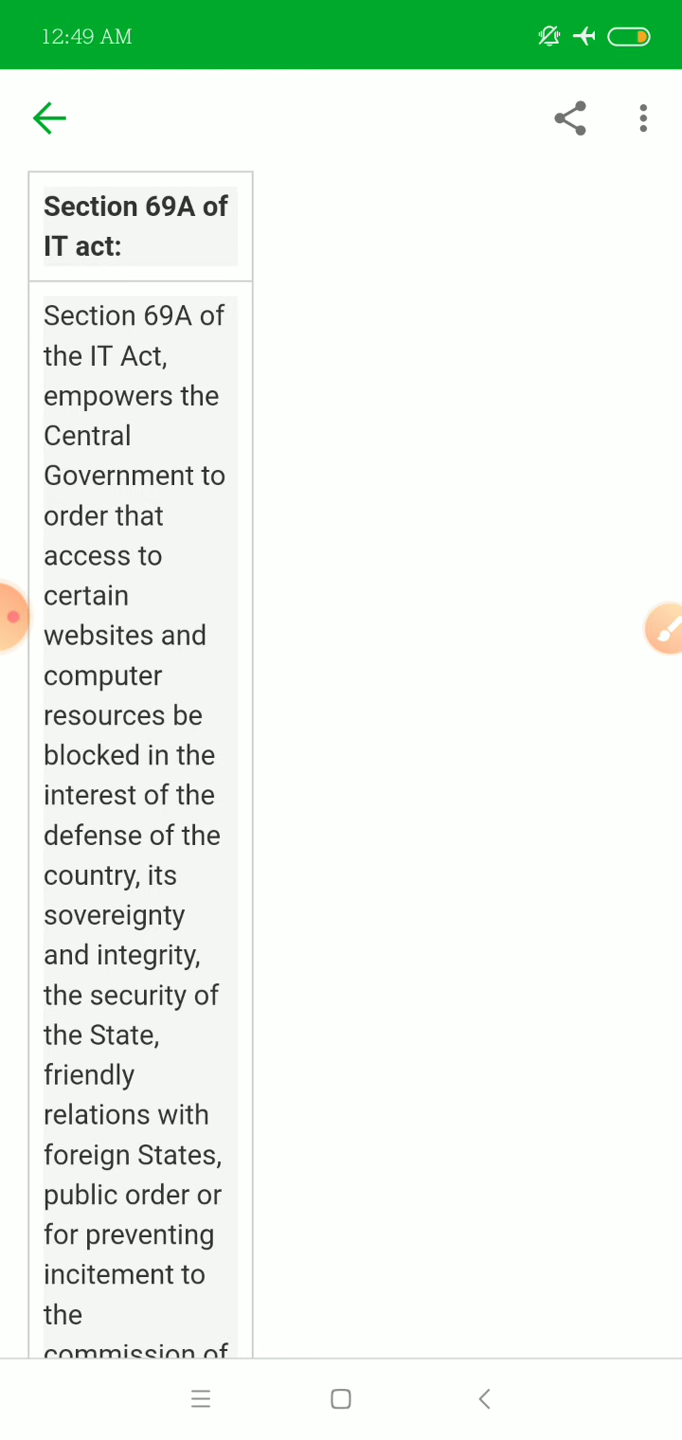 12:49 AM
Section 69A of
IT act:
Section 69A of
the IT Act,
empowers the
Central
Government to
order that
access to
certain
websites and
computer
resources be
blocked in the
interest of the
defense of the
country, its
sovereignty
and integrity,
the security of
the State,
friendly
relations with
foreign States,
public order or
for preventing
incitement to
the
commission of